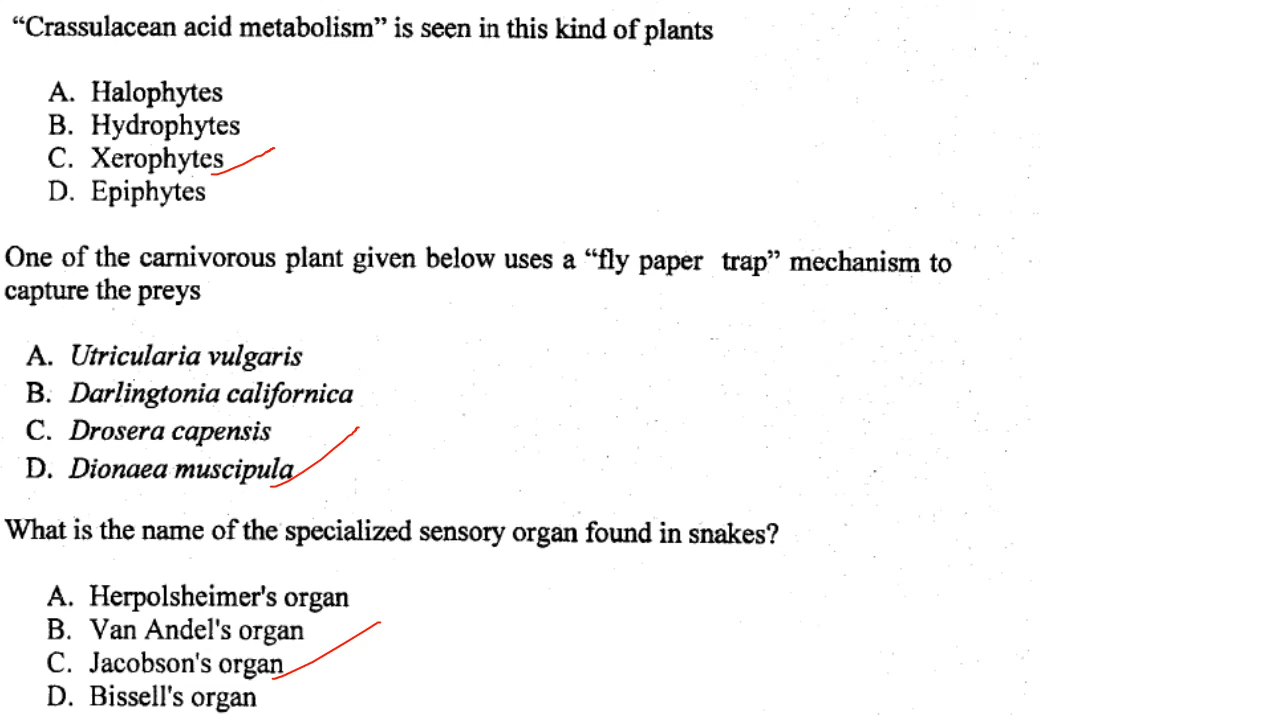 “Crassulacean acid metabolism” is seen in this kind of plants
A. Halophytes
B. Hydrophytes
C. Xerophytes
D. Epiphytes
One of the carnivorous plant given below uses a “fly paper trap” mechanism to
capture the preys
A. Utricularia vulgaris
B. Darlingtonia californica
C. Drosera capensis
D. Dionaea muscipula
What is the name of the specialized sensory organ found in snakes?
A. Herpolsheimer's organ
B. Van Andel's organ
C. Jacobson's organ
D. Bissell's organ